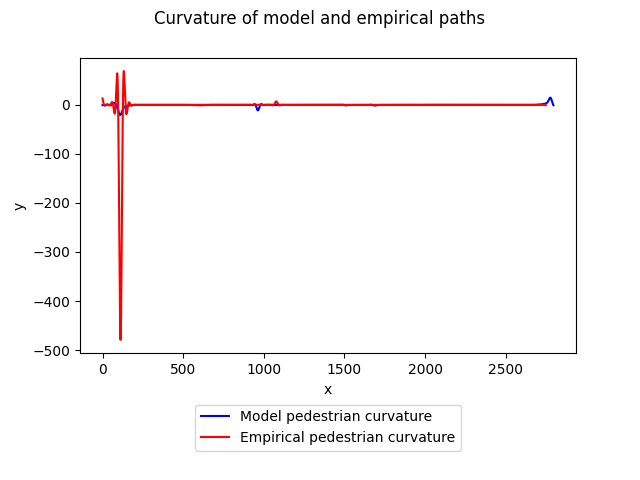 Curvature of model and empirical paths
y
0
−100
−200
−300
−400
−500
0 500 1000 1500 2000 2500
x
Model pedestrian curvature
Empirical pedestrian curvature